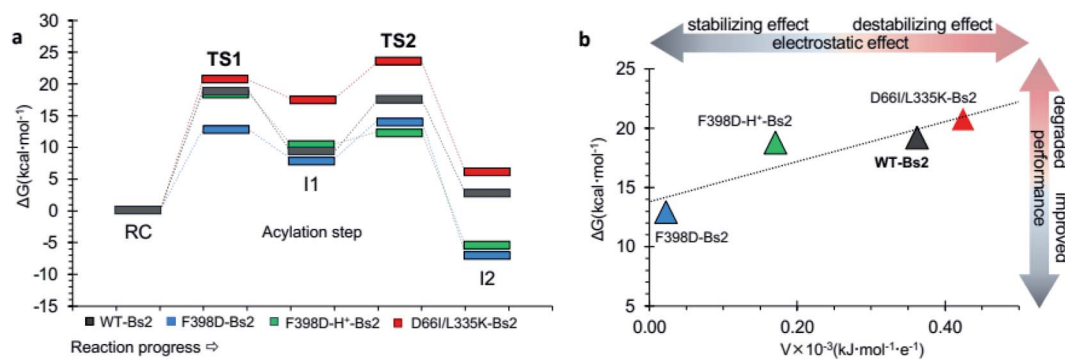 a
ΔG(kcal·mol⁻¹)
30
25
20
15
10
5
0
-5
-10
-15
TS1
TS2
RC
I1
Acylation step
I2
WT-Bs2 F398D-Bs2 F398D-H⁺-Bs2 D66I/L335K-Bs2
Reaction progress ⇨
b
stabilizing effect destabilizing effect
electrostatic effect
ΔG(kcal·mol⁻¹)
25
20
15
10
5
D66I/L335K-Bs2
F398D-H⁺-Bs2
WT-Bs2
F398D-Bs2
0.00 0.20 0.40
V×10⁻³(kJ·mol⁻¹·e⁻¹)
degraded
performance
improved